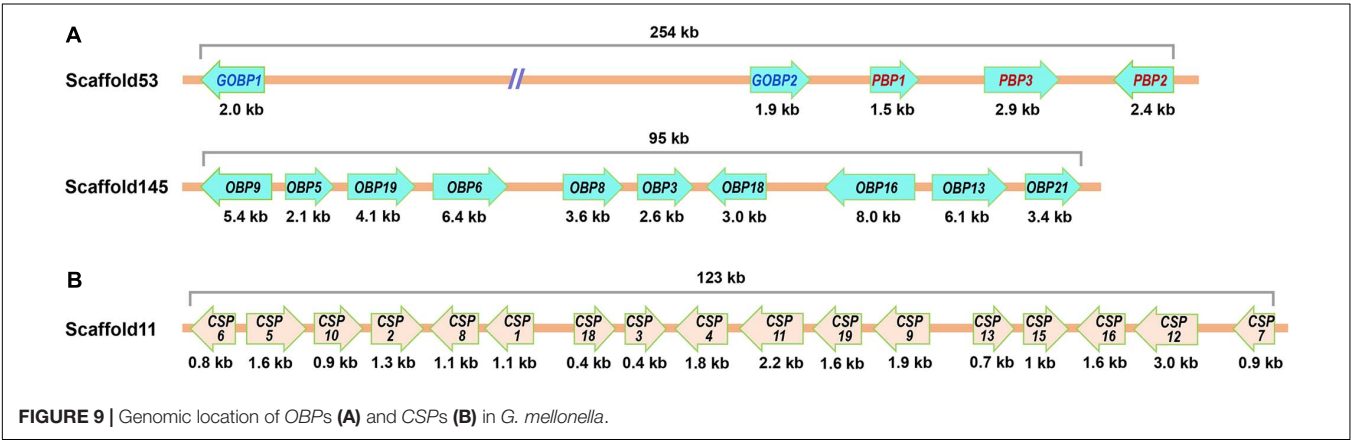 A
254 kb
Scaffold53
GOBP1 GOBP2 PBP1 PBP3 PBP2
2.0 kb 1.9 kb 1.5 kb 2.9 kb 2.4 kb
95 kb
Scaffold145
OBP9 OBP5 OBP19 OBP6 OBP8 OBP3 OBP18 OBP16 OBP13 OBP21
5.4 kb 2.1 kb 4.1 kb 6.4 kb 3.6 kb 2.6 kb 3.0 kb 8.0 kb 6.1 kb 3.4 kb
B
123 kb
Scaffold11
CSP CSP CSP CSP CSP CSP CSP CSP CSP CSP CSP CSP CSP CSP CSP CSP CSP
6 5 10 2 8 1 18 3 4 11 19 9 13 15 16 12 7
0.8 kb 1.6 kb 0.9 kb 1.3 kb 1.1 kb 1.1 kb 0.4 kb 0.4 kb 1.8 kb 2.2 kb 1.6 kb 1.9 kb 0.7 kb 1 kb 1.6 kb 3.0 kb 0.9 kb
FIGURE 9 | Genomic location of OBPs (A) and CSPs (B) in G. mellonella.